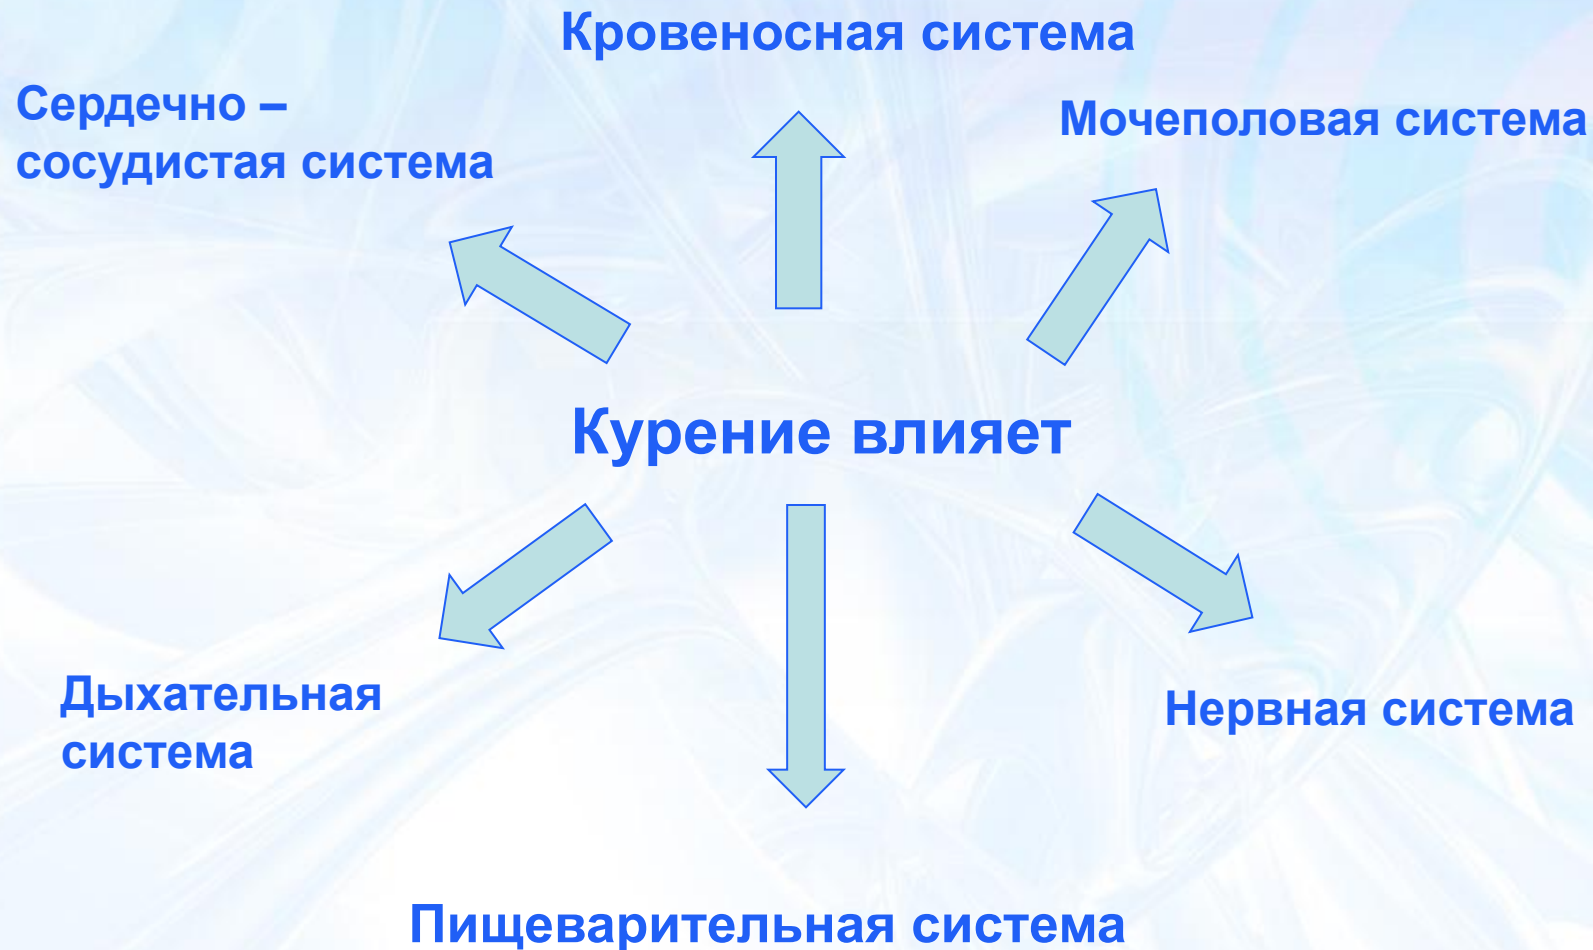 Кровеносная система
Сердечно –
сосудистая система
Мочеполовая система
Курение влияет
Дыхательная
система
Нервная система
Пищеварительная система